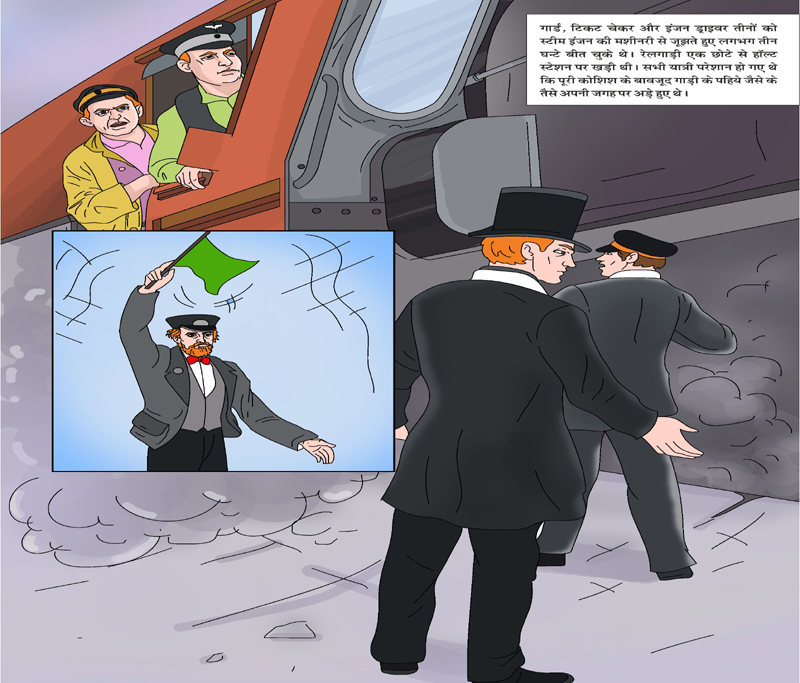 गार्ड, टिकट चेकर और इंजन ड्राइवर तीनों को
स्टीम इंजन की मशीनरी से जूझते हुए लगभग तीन
घन्टे बीत चुके थे। रेलगाड़ी एक छोटे से हॉल्ट
स्टेशन पर खड़ी थी। सभी यात्री परेशान हो गए थे
कि पूरी कोशिश के बावजूद गाड़ी के पहिये जैसे के
तैसे अपनी जगह पर अड़े हुए थे।